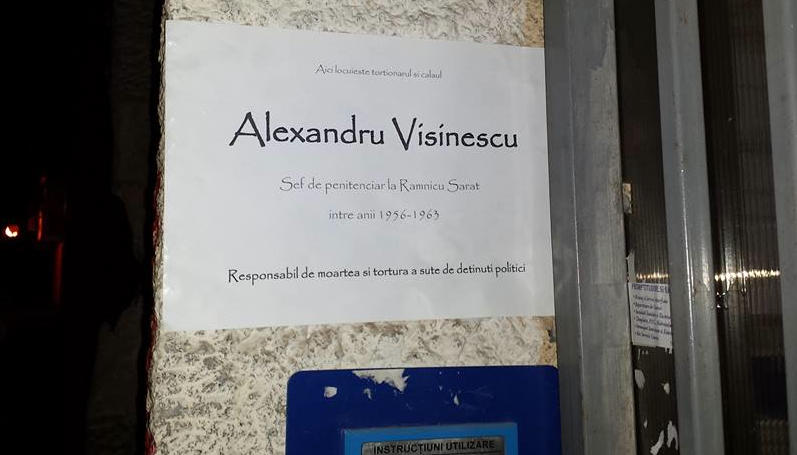 Aici locuieste tortionarul si calaul
Alexandru Visinescu
Sef de penitenciar la Ramnicu Sarat
intre anii 1956-1963
Responsabil de moartea si tortura a sute de detinuti politici
INSTRUCȚIUNI UTILIZARE